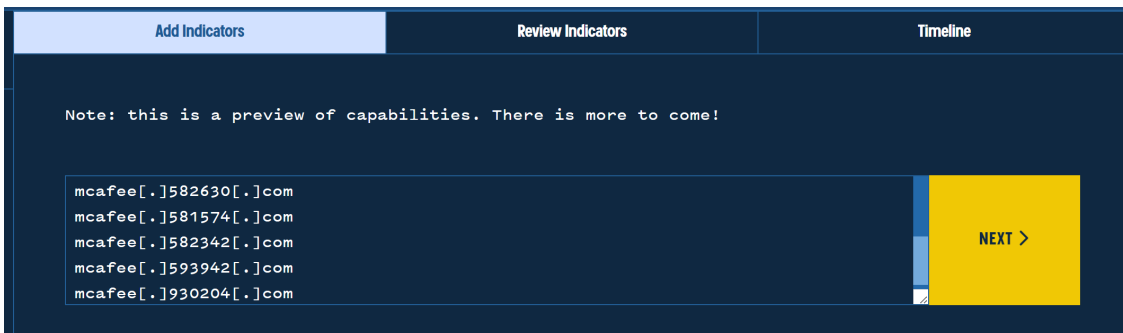 Add Indicators
Review Indicators
Timeline
Note: this is a preview of capabilities. There is more to come!
mcafee[.]582630[.]com
mcafee[.]581574[.]com
mcafee[.]582342[.]com
mcafee[.]593942[.]com
mcafee[.]930204[.]com
NEXT >